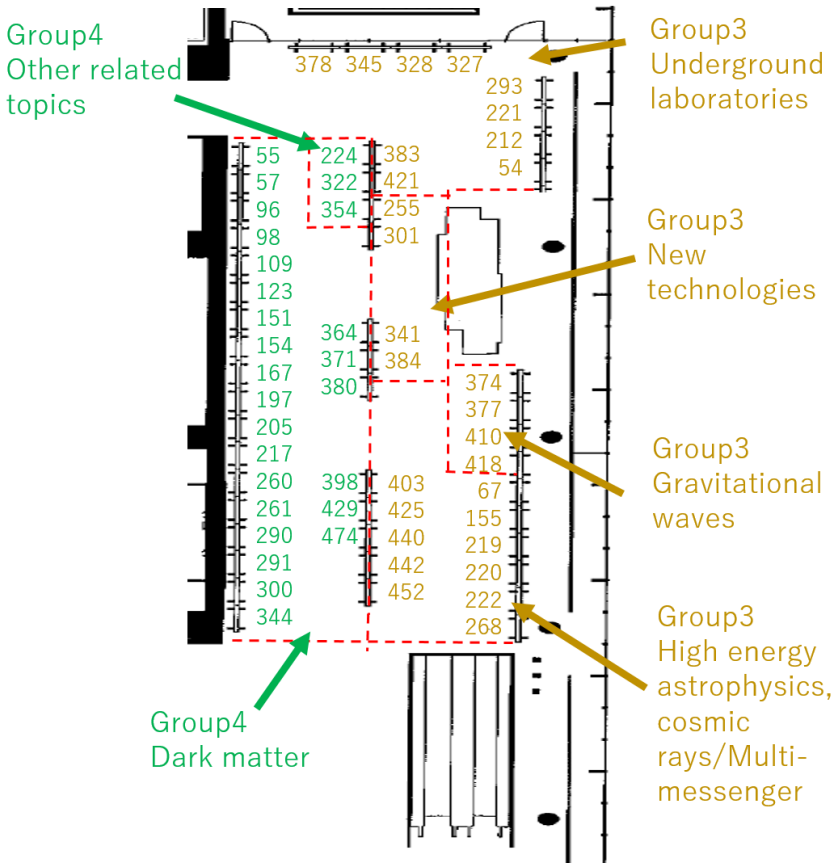 Group4
Other related
topics
378 345 328 327
Group3
Underground
laboratories
293
221
212
54
55
57
96
98
109
123
151
154
167
197
205
217
260
261
290
291
300
344
224
322
354
383
421
255
301
Group3
New
technologies
364
371
380
341
384
374
377
410
418
67
155
219
220
222
268
398
429
474
403
425
440
442
452
Group3
Gravitational
waves
Group3
High energy
astrophysics,
cosmic
rays/Multi-
messenger
Group4
Dark matter